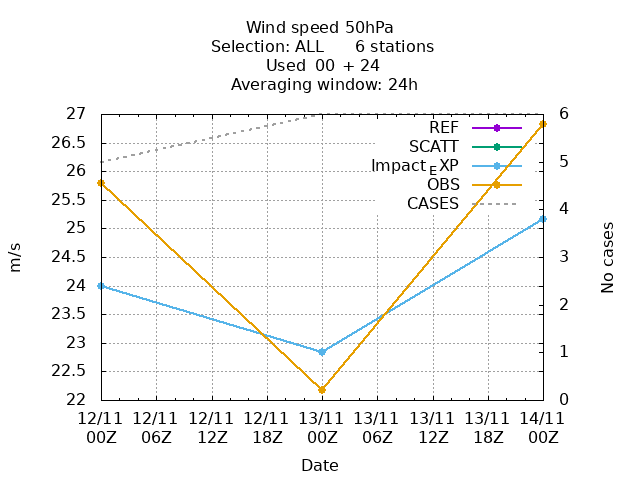 Wind speed 50hPa
Selection: ALL 6 stations
Used 00 + 24
Averaging window: 24h
27
26.5
26
25.5
25
24.5
24
23.5
23
22.5
22
m/s
6
5
4
3
2
1
0
No cases
REF
SCATT
Impact_EXP
OBS
CASES
12/11 12/11 12/11 12/11 13/11 13/11 13/11 13/11 14/11
00Z 06Z 12Z 18Z 00Z 06Z 12Z 18Z 00Z
Date